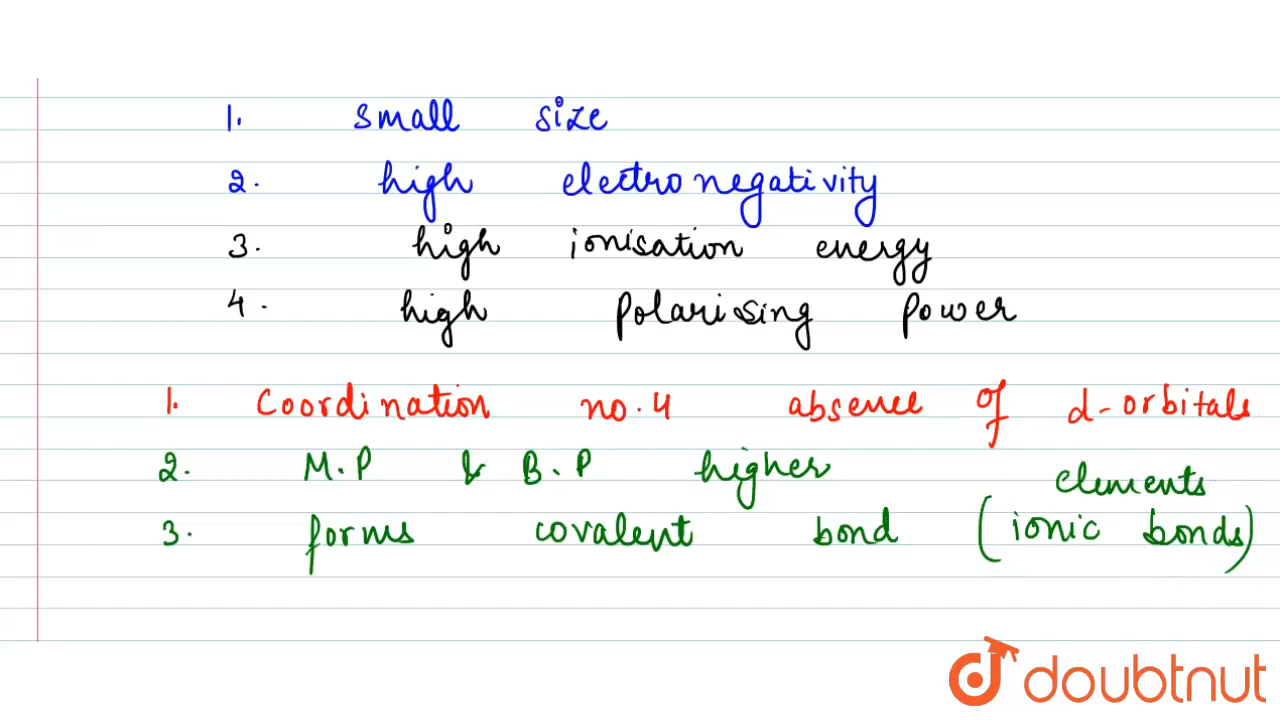 1. small size
2. high electronegativity
3. high ionisation energy
4. high polarising power
1. Coordination no. 4 absence of d-orbitals
2. M.P & B.P higher elements
3. forms covalent bond (ionic bonds)
doubtnut